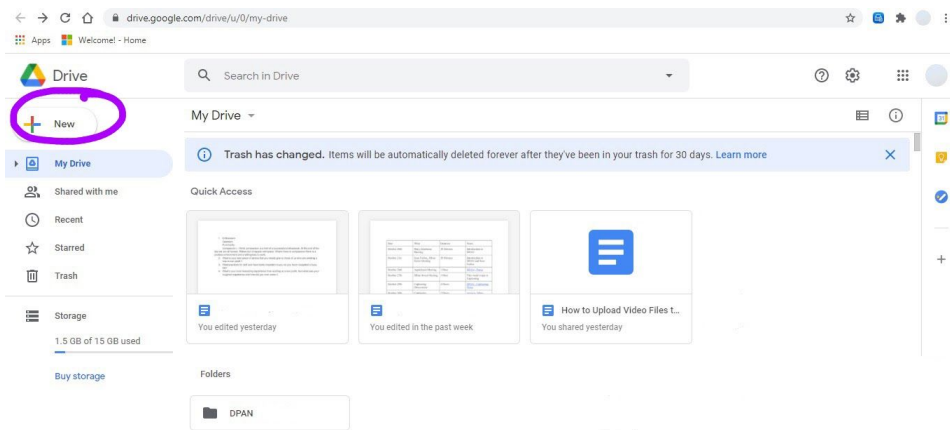 drive.google.com/drive/u/0/my-drive
Apps Welcome! - Home
Drive
Search in Drive
New
My Drive
Trash has changed. Items will be automatically deleted forever after they've been in your trash for 30 days. Learn more
My Drive
Shared with me
Recent
Starred
Trash
Storage
1.5 GB of 15 GB used
Buy storage
Quick Access
You edited yesterday
You edited in the past week
How to Upload Video Files t...
You shared yesterday
Folders
DPAN
31